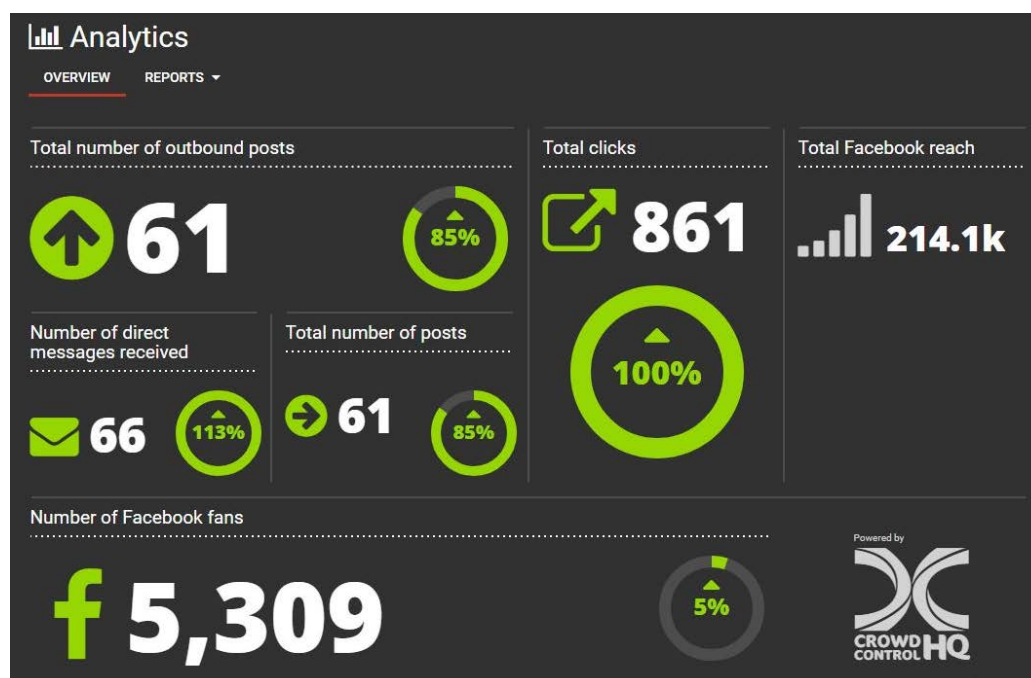 Analytics
OVERVIEW REPORTS
Total number of outbound posts
61
85%
Total clicks
861
100%
Total Facebook reach
214.1k
Number of direct
messages received
66
113%
Total number of posts
61
85%
Number of Facebook fans
5,309
5%
Powered by
CROWD
CONTROL HQ